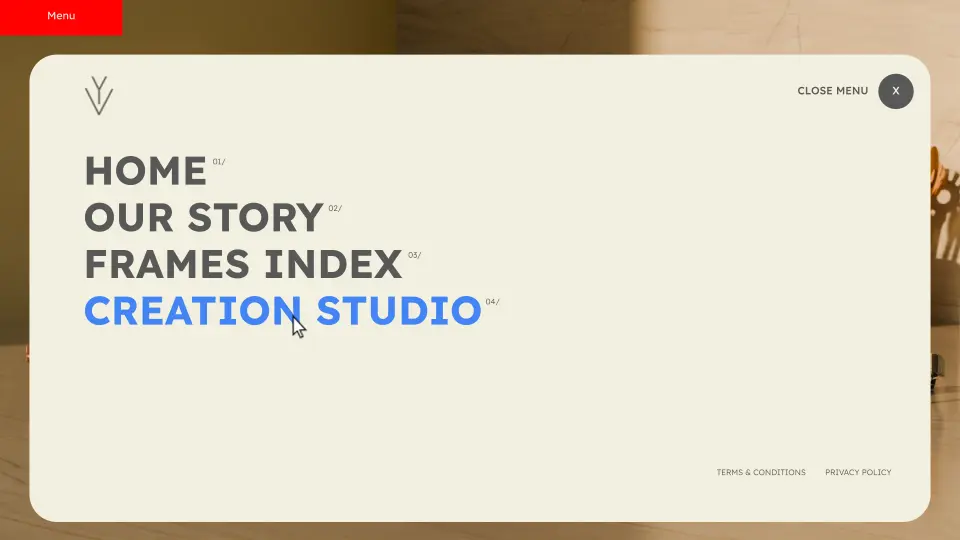 Menu
CLOSE MENU X
HOME 01/
OUR STORY 02/
FRAMES INDEX 03/
CREATION STUDIO 04/
TERMS & CONDITIONS PRIVACY POLICY